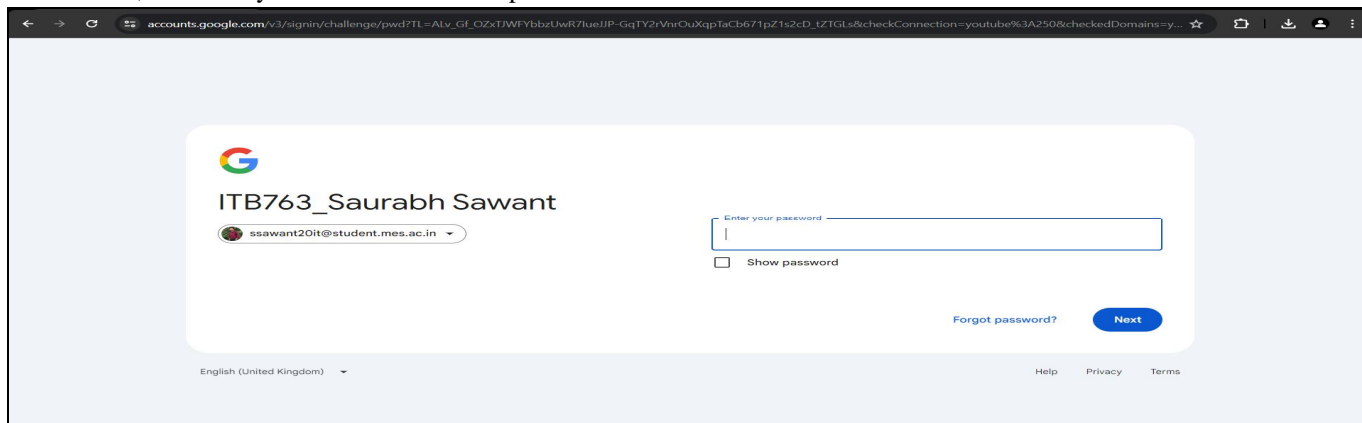 accounts.google.com/v3/signin/challenge/pwd?TL=ALv_Gf_OZxTJWFYbbzUwR7IueJJP-GqTY2rVnrOuXqpTaCb671pZ1s2cD_tZTGLs&checkConnection=youtube%3A250&checkedDomains=y...
ITB763_Saurabh Sawant
ssawant20it@student.mes.ac.in
Enter your password
Show password
Forgot password?
Next
English (United Kingdom)
Help Privacy Terms